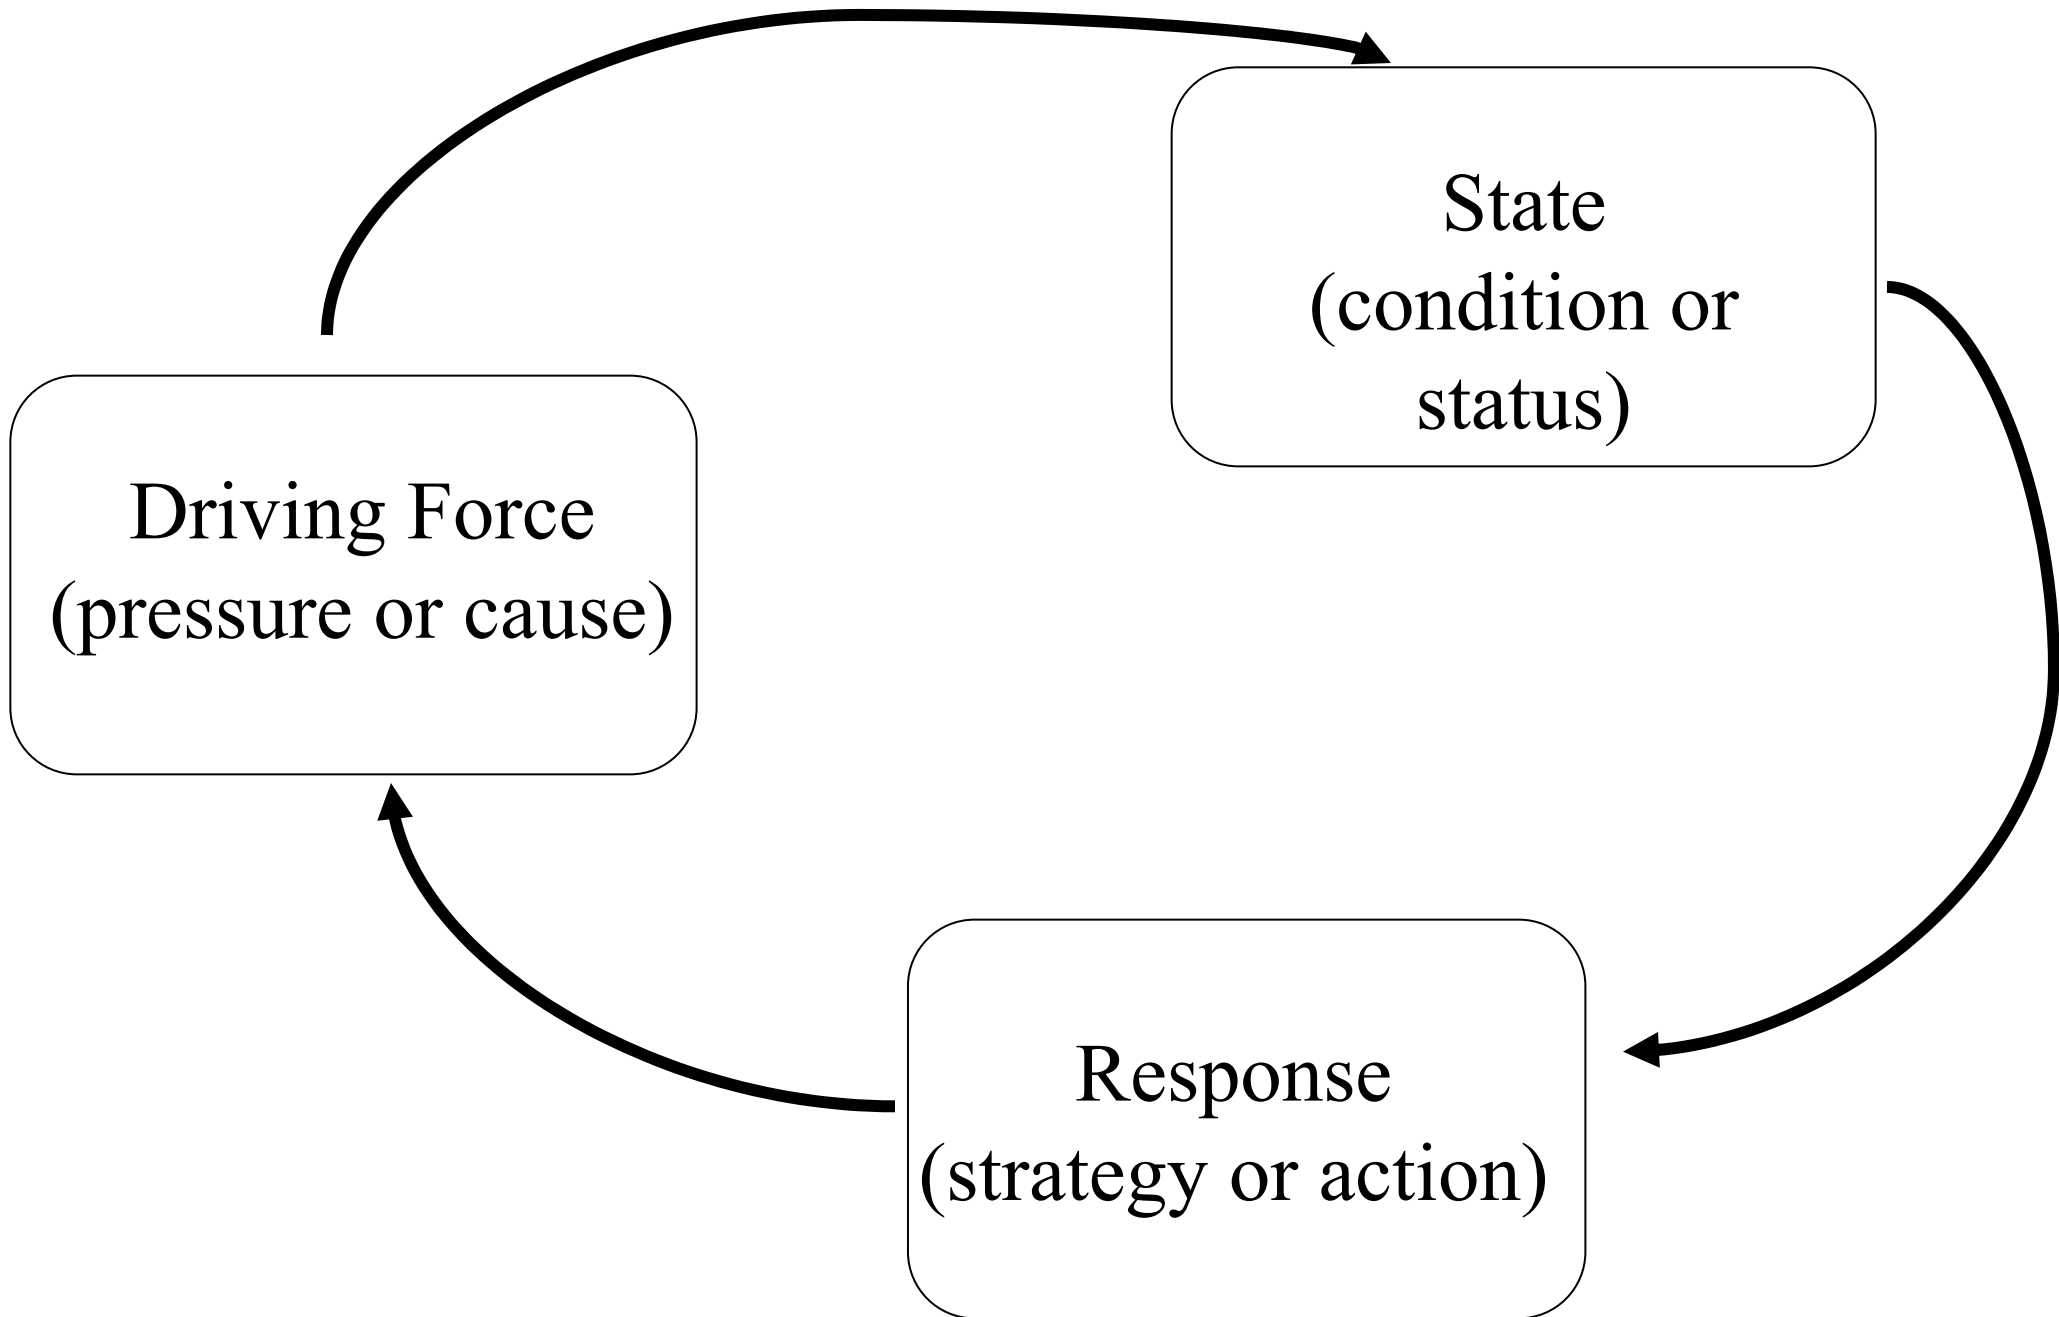 State
(condition or
status)
Driving Force
(pressure or cause)
Response
(strategy or action)